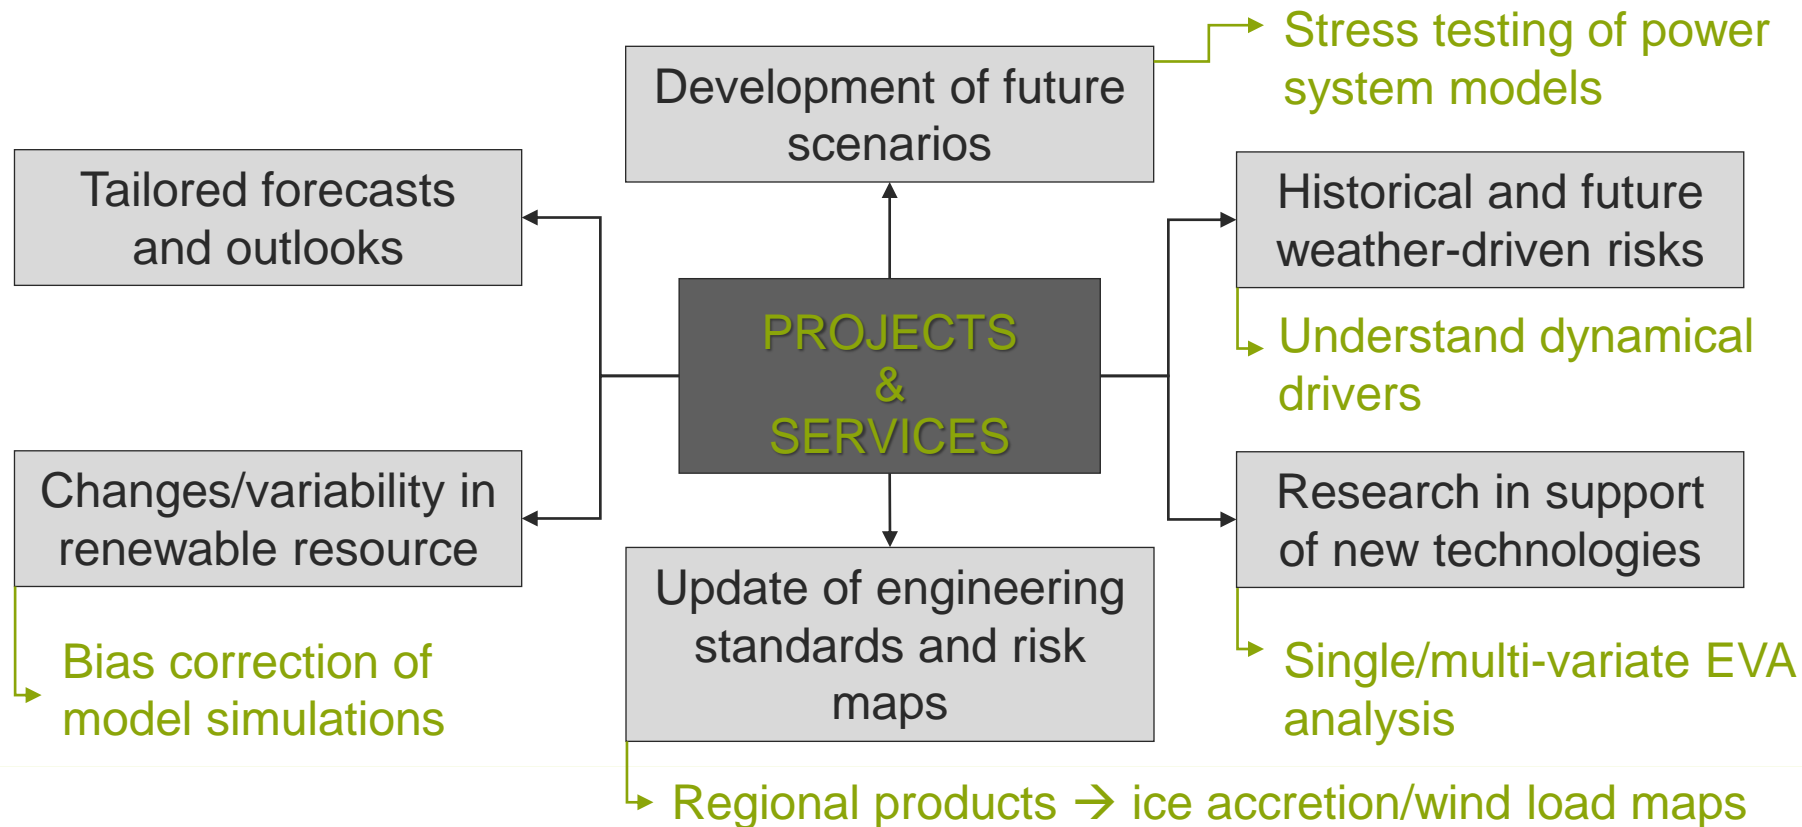 Stress testing of power
system models
Development of future
scenarios
Tailored forecasts
and outlooks
Historical and future
weather-driven risks
Understand dynamical
drivers
PROJECTS
&
SERVICES
Changes/variability in
renewable resource
Bias correction of
model simulations
Update of engineering
standards and risk
maps
Research in support
of new technologies
Single/multi-variate EVA
analysis
Regional products → ice accretion/wind load maps